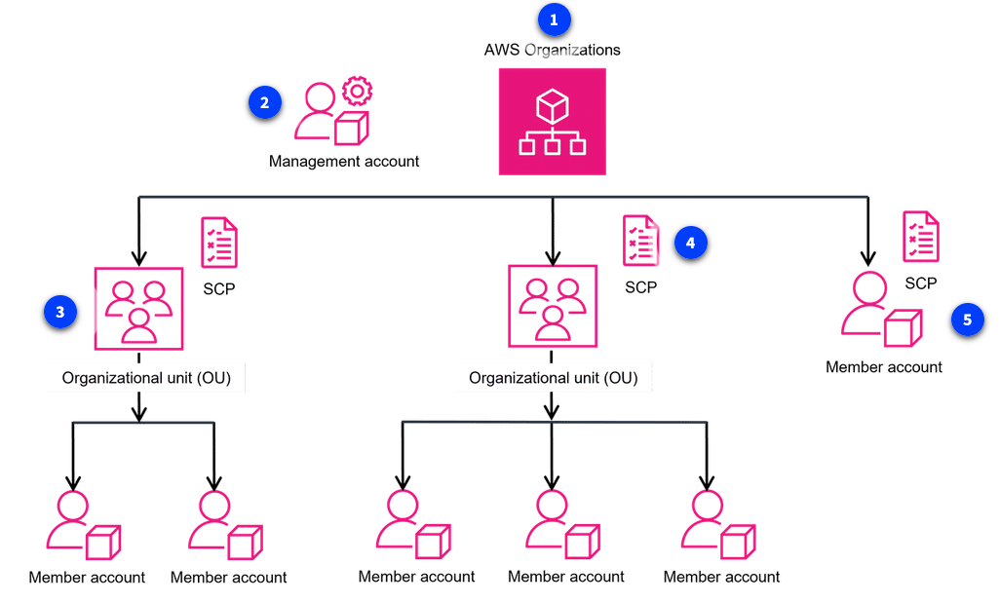 1
AWS Organizations
2
Management account
SCP
SCP
4
SCP
3
5
Organizational unit (OU)
Organizational unit (OU)
Member account
Member account
Member account
Member account
Member account
Member account